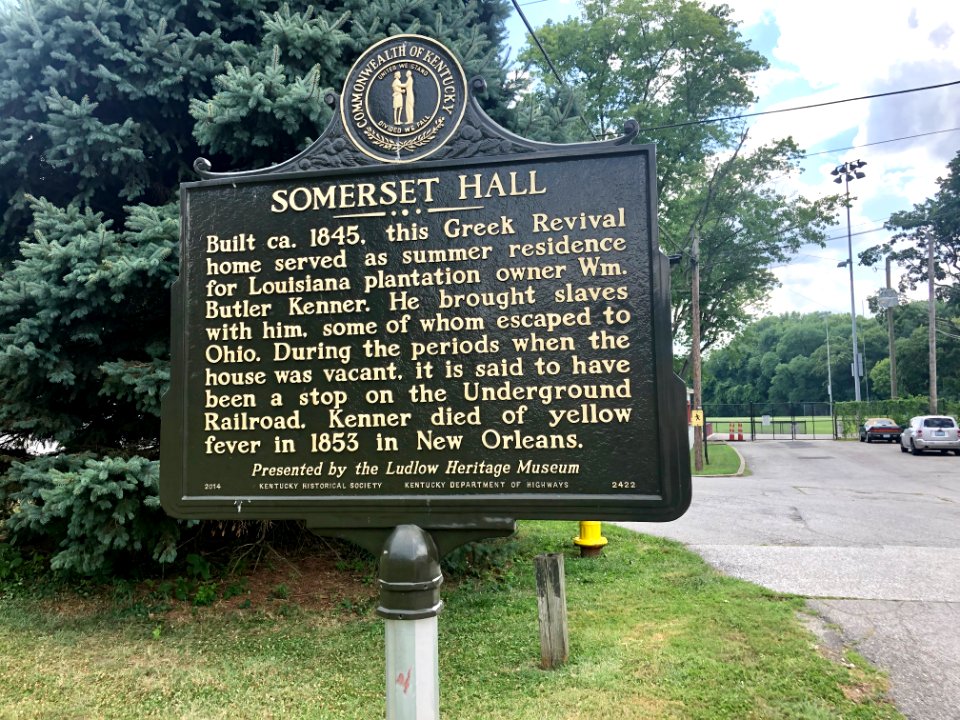 COMMONWEALTH OF KENTUCKY
UNITED WE STAND
DIVIDED WE FALL
SOMERSET HALL
Built ca. 1845, this Greek Revival
home served as summer residence
for Louisiana plantation owner Wm.
Butler Kenner. He brought slaves
with him, some of whom escaped to
Ohio. During the periods when the
house was vacant, it is said to have
been a stop on the Underground
Railroad. Kenner died of yellow
fever in 1853 in New Orleans.
Presented by the Ludlow Heritage Museum
2014 KENTUCKY HISTORICAL SOCIETY KENTUCKY DEPARTMENT OF HIGHWAYS 2422